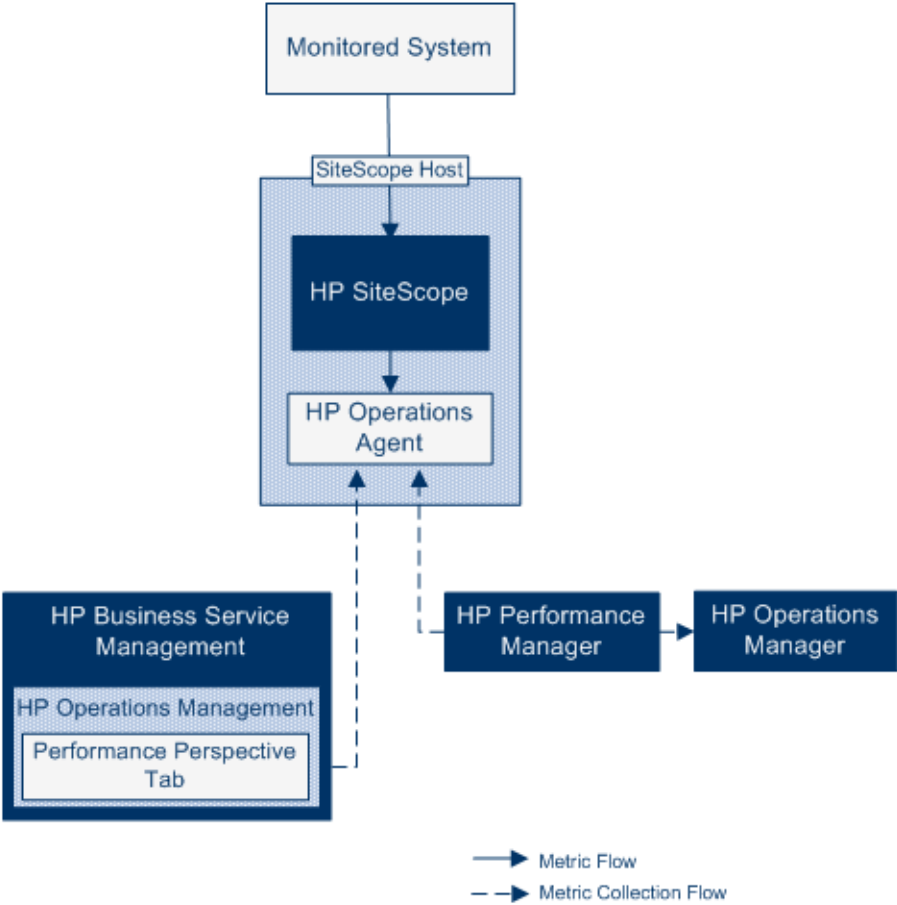 Monitored System
SiteScope Host
HP SiteScope
HP Operations
Agent
HP Business Service
Management
HP Operations Management
Performance Perspective
Tab
HP Performance
Manager
HP Operations
Manager
Metric Flow
Metric Collection Flow